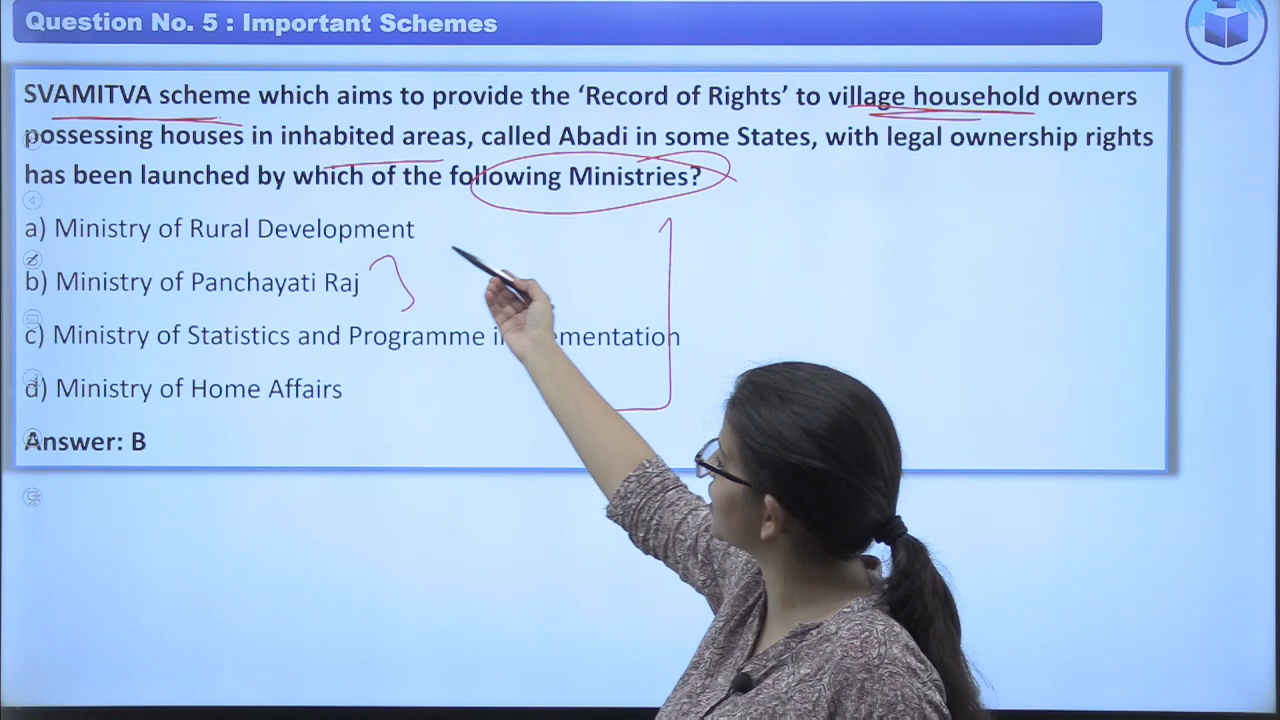 Question No. 5 : Important Schemes
SVAMITVA scheme which aims to provide the ‘Record of Rights’ to village household owners
possessing houses in inhabited areas, called Abadi in some States, with legal ownership rights
has been launched by which of the following Ministries?
a) Ministry of Rural Development
b) Ministry of Panchayati Raj
c) Ministry of Statistics and Programme implementation
d) Ministry of Home Affairs
Answer: B